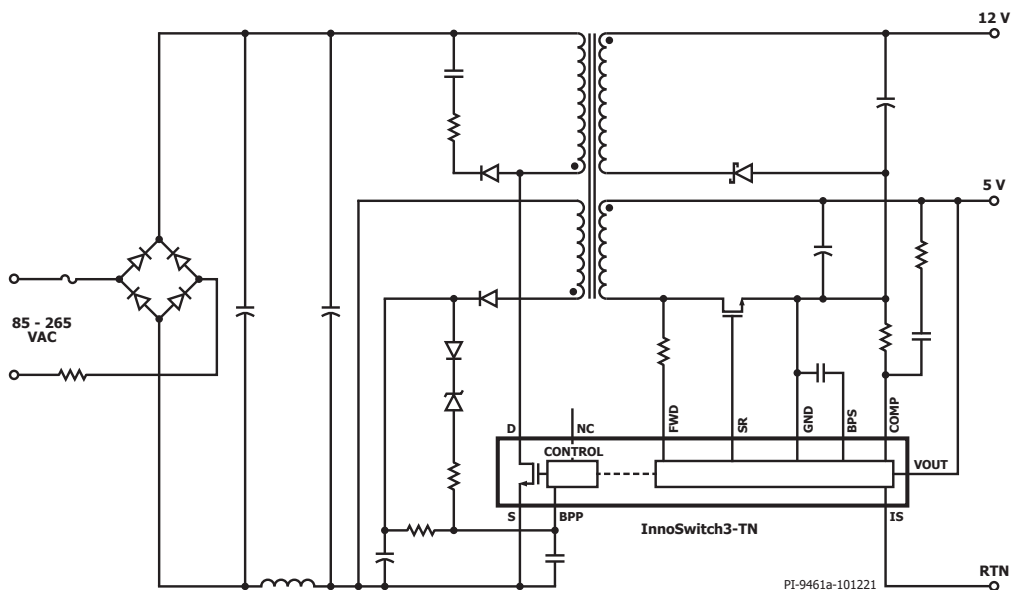 12 V
5 V
85 - 265
VAC
FWD
SR
GND
BPS
COMP
D
NC
CONTROL
VOUT
S
BPP
IS
InnoSwitch3-TN
RTN
PI-9461a-101221